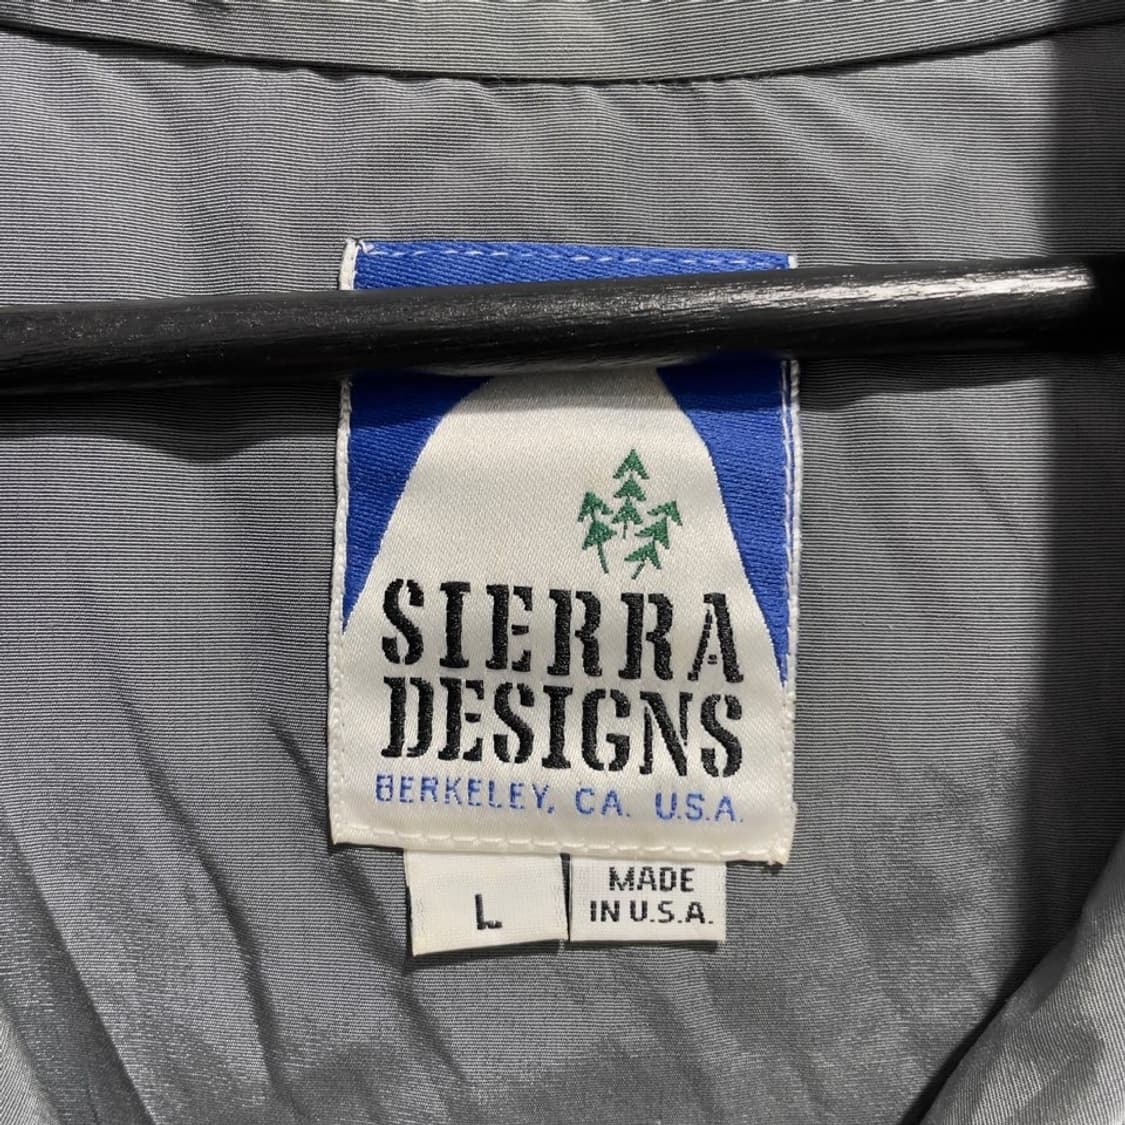 SIERRA
DESIGNS
BERKELEY, CA. U.S.A.
L
MADE
IN U.S.A.